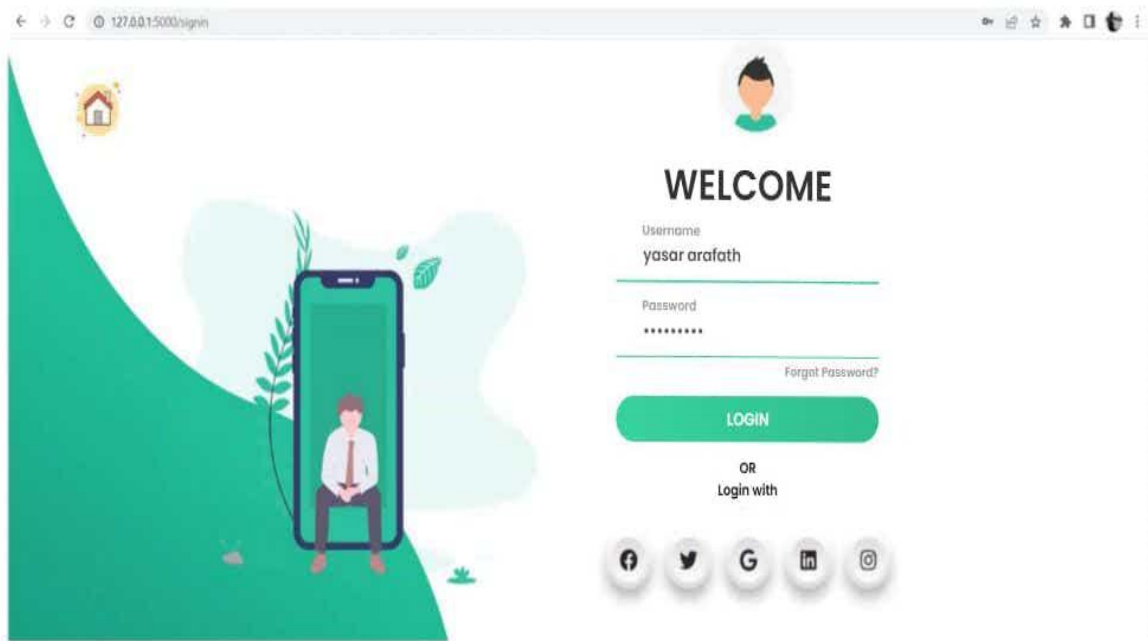 127.0.0.1:5000/signin
WELCOME
Username
yasar arafath
Password
•••••••••
Forgot Password?
LOGIN
OR
Login with